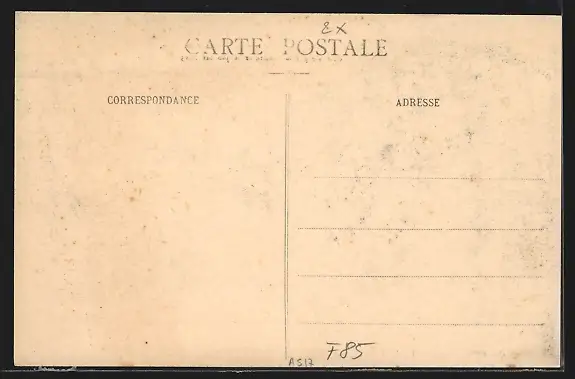 EX
CARTE POSTALE
CORRESPONDANCE
ADRESSE
F85
AS17